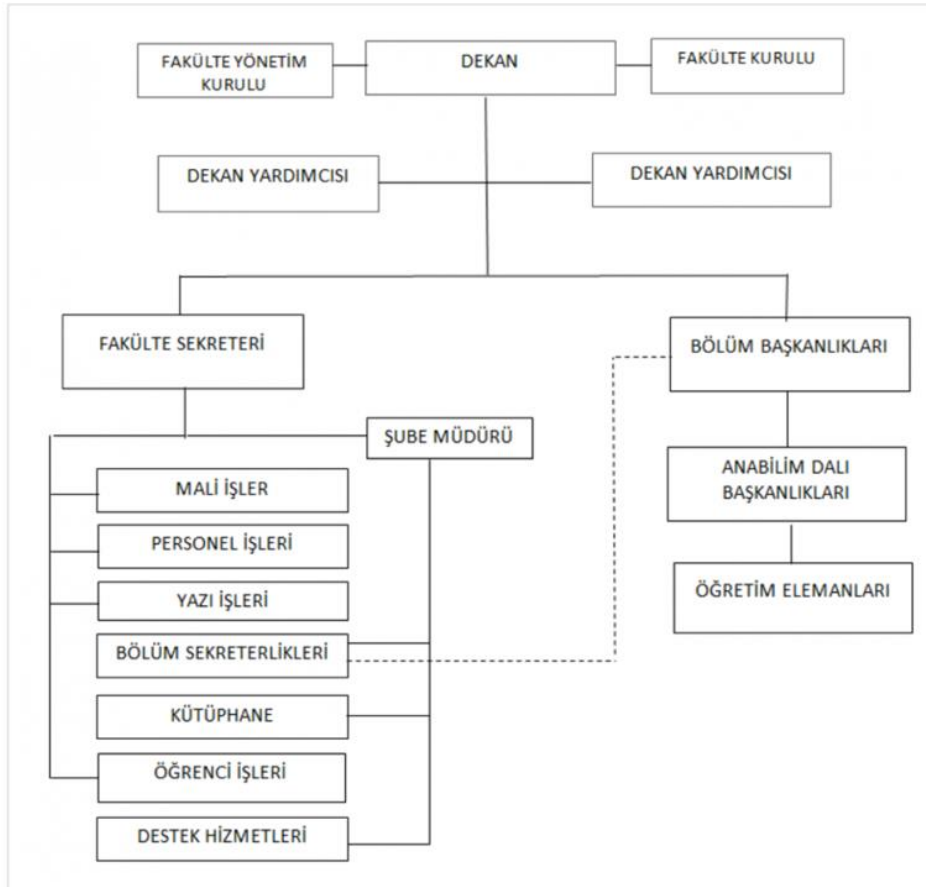 FAKÜLTE YÖNETİM
KURULU
DEKAN
FAKÜLTE KURULU
DEKAN YARDIMCISI
DEKAN YARDIMCISI
FAKÜLTE SEKRETERİ
BÖLÜM BAŞKANLIKLARI
ŞUBE MÜDÜRÜ
ANABİLİM DALI
BAŞKANLIKLARI
MALİ İŞLER
PERSONEL İŞLERİ
YAZI İŞLERİ
ÖĞRETİM ELEMANLARI
BÖLÜM SEKRETERLİKLERİ
KÜTÜPHANE
ÖĞRENCİ İŞLERİ
DESTEK HİZMETLERİ